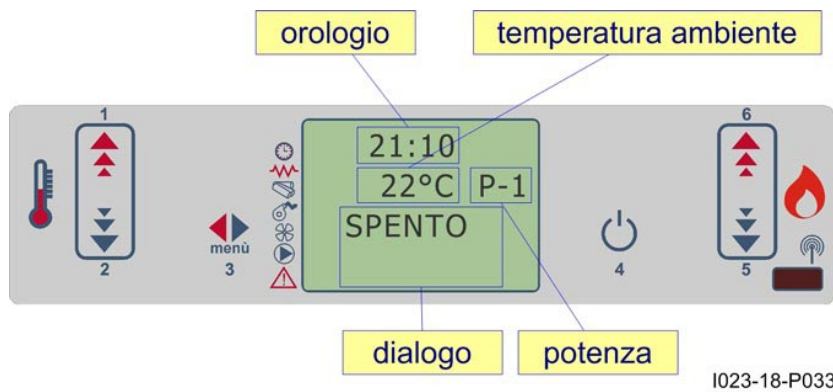 orologio
temperatura ambiente
1
6
21:10
22°C P-1
SPENTO
menù
2
3
4
5
dialogo
potenza
I023-18-P033